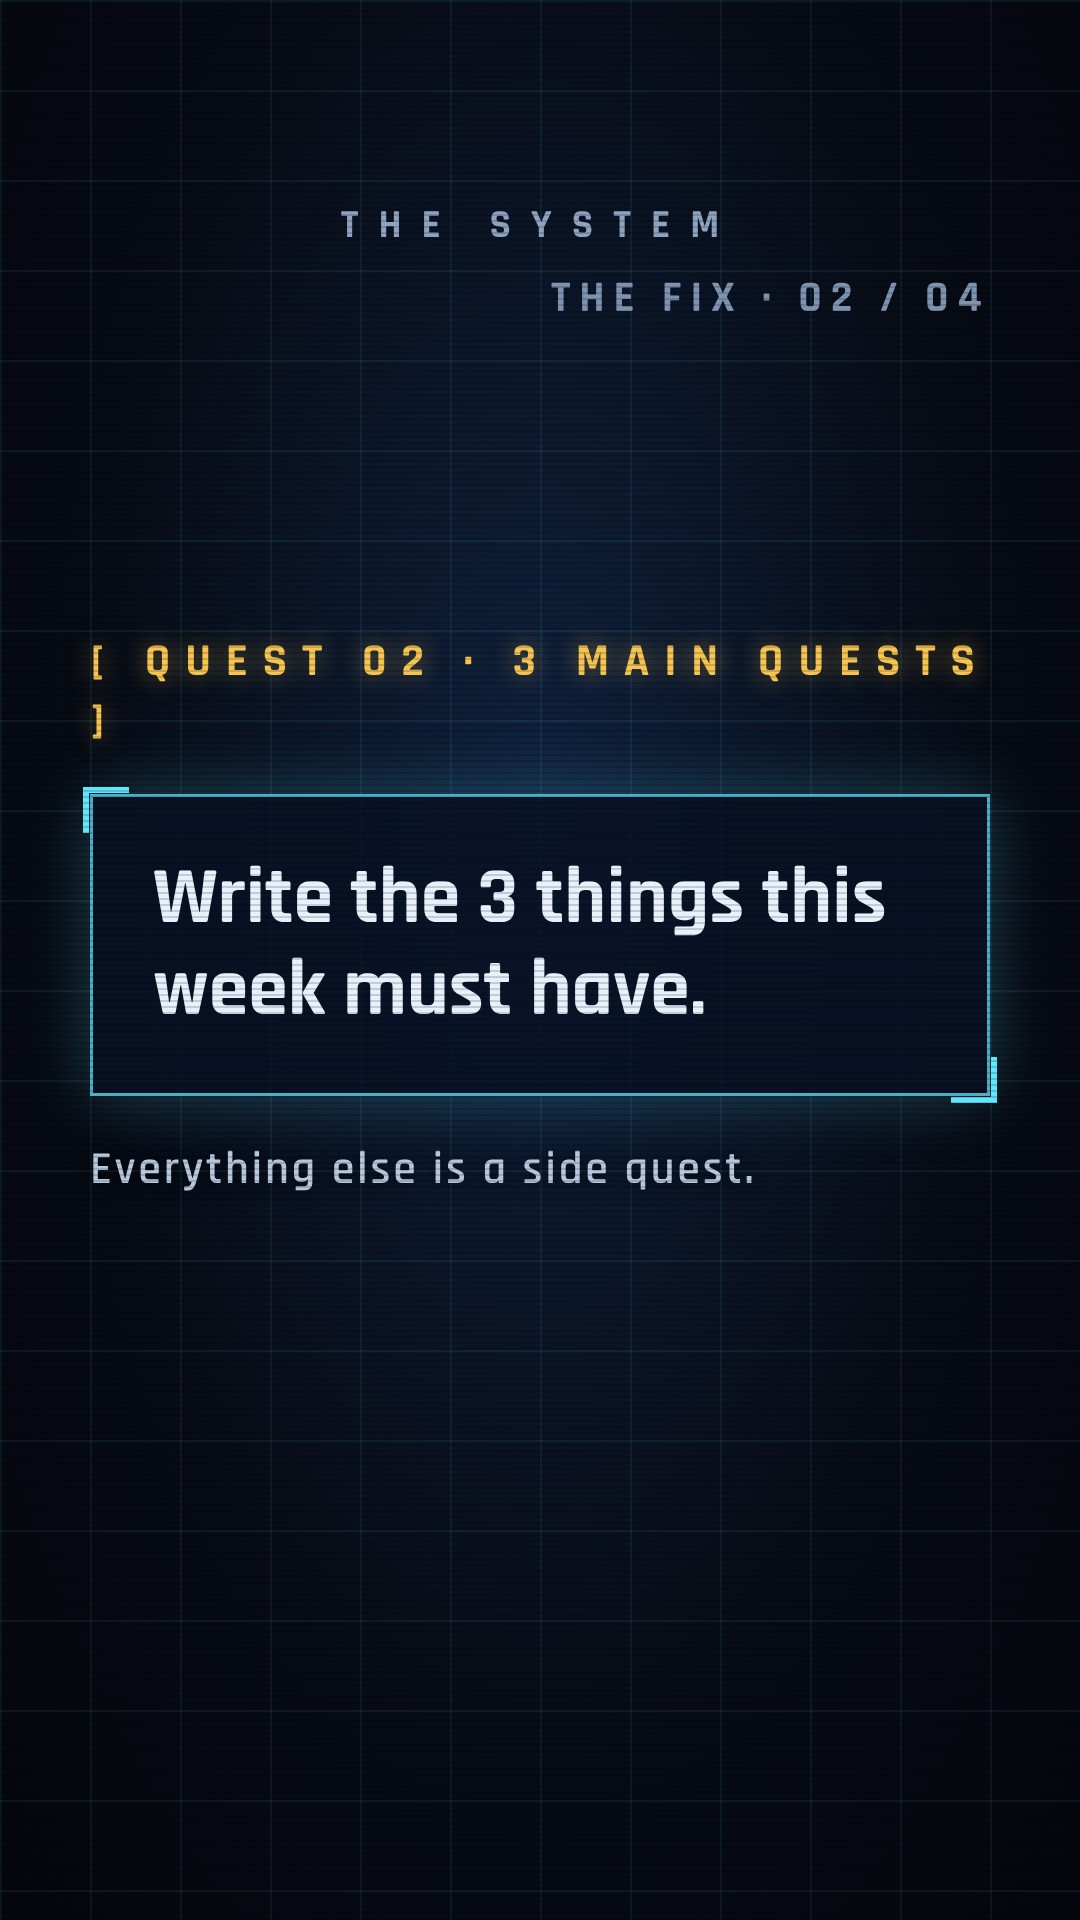 THE SYSTEM
THE FIX · 02 / 04
[ QUEST 02 · 3 MAIN QUESTS
]
Write the 3 things this
week must have.
Everything else is a side quest.